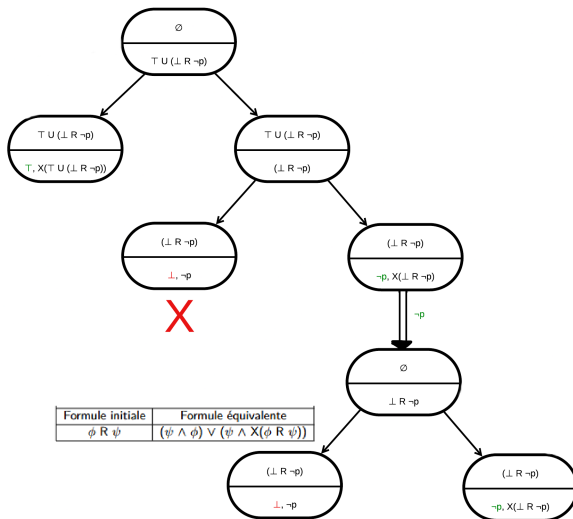 ∅
⊤ U (⊥ R ¬p)
⊤ U (⊥ R ¬p)
⊤, X(⊤ U (⊥ R ¬p))
⊤ U (⊥ R ¬p)
(⊥ R ¬p)
(⊥ R ¬p)
⊥, ¬p
X
(⊥ R ¬p)
¬p, X(⊥ R ¬p)
¬p
∅
⊥ R ¬p
Formule initiale Formule équivalente
ϕ R ψ (ψ ∧ ϕ) ∨ (ψ ∧ X(ϕ R ψ))
(⊥ R ¬p)
⊥, ¬p
(⊥ R ¬p)
¬p, X(⊥ R ¬p)